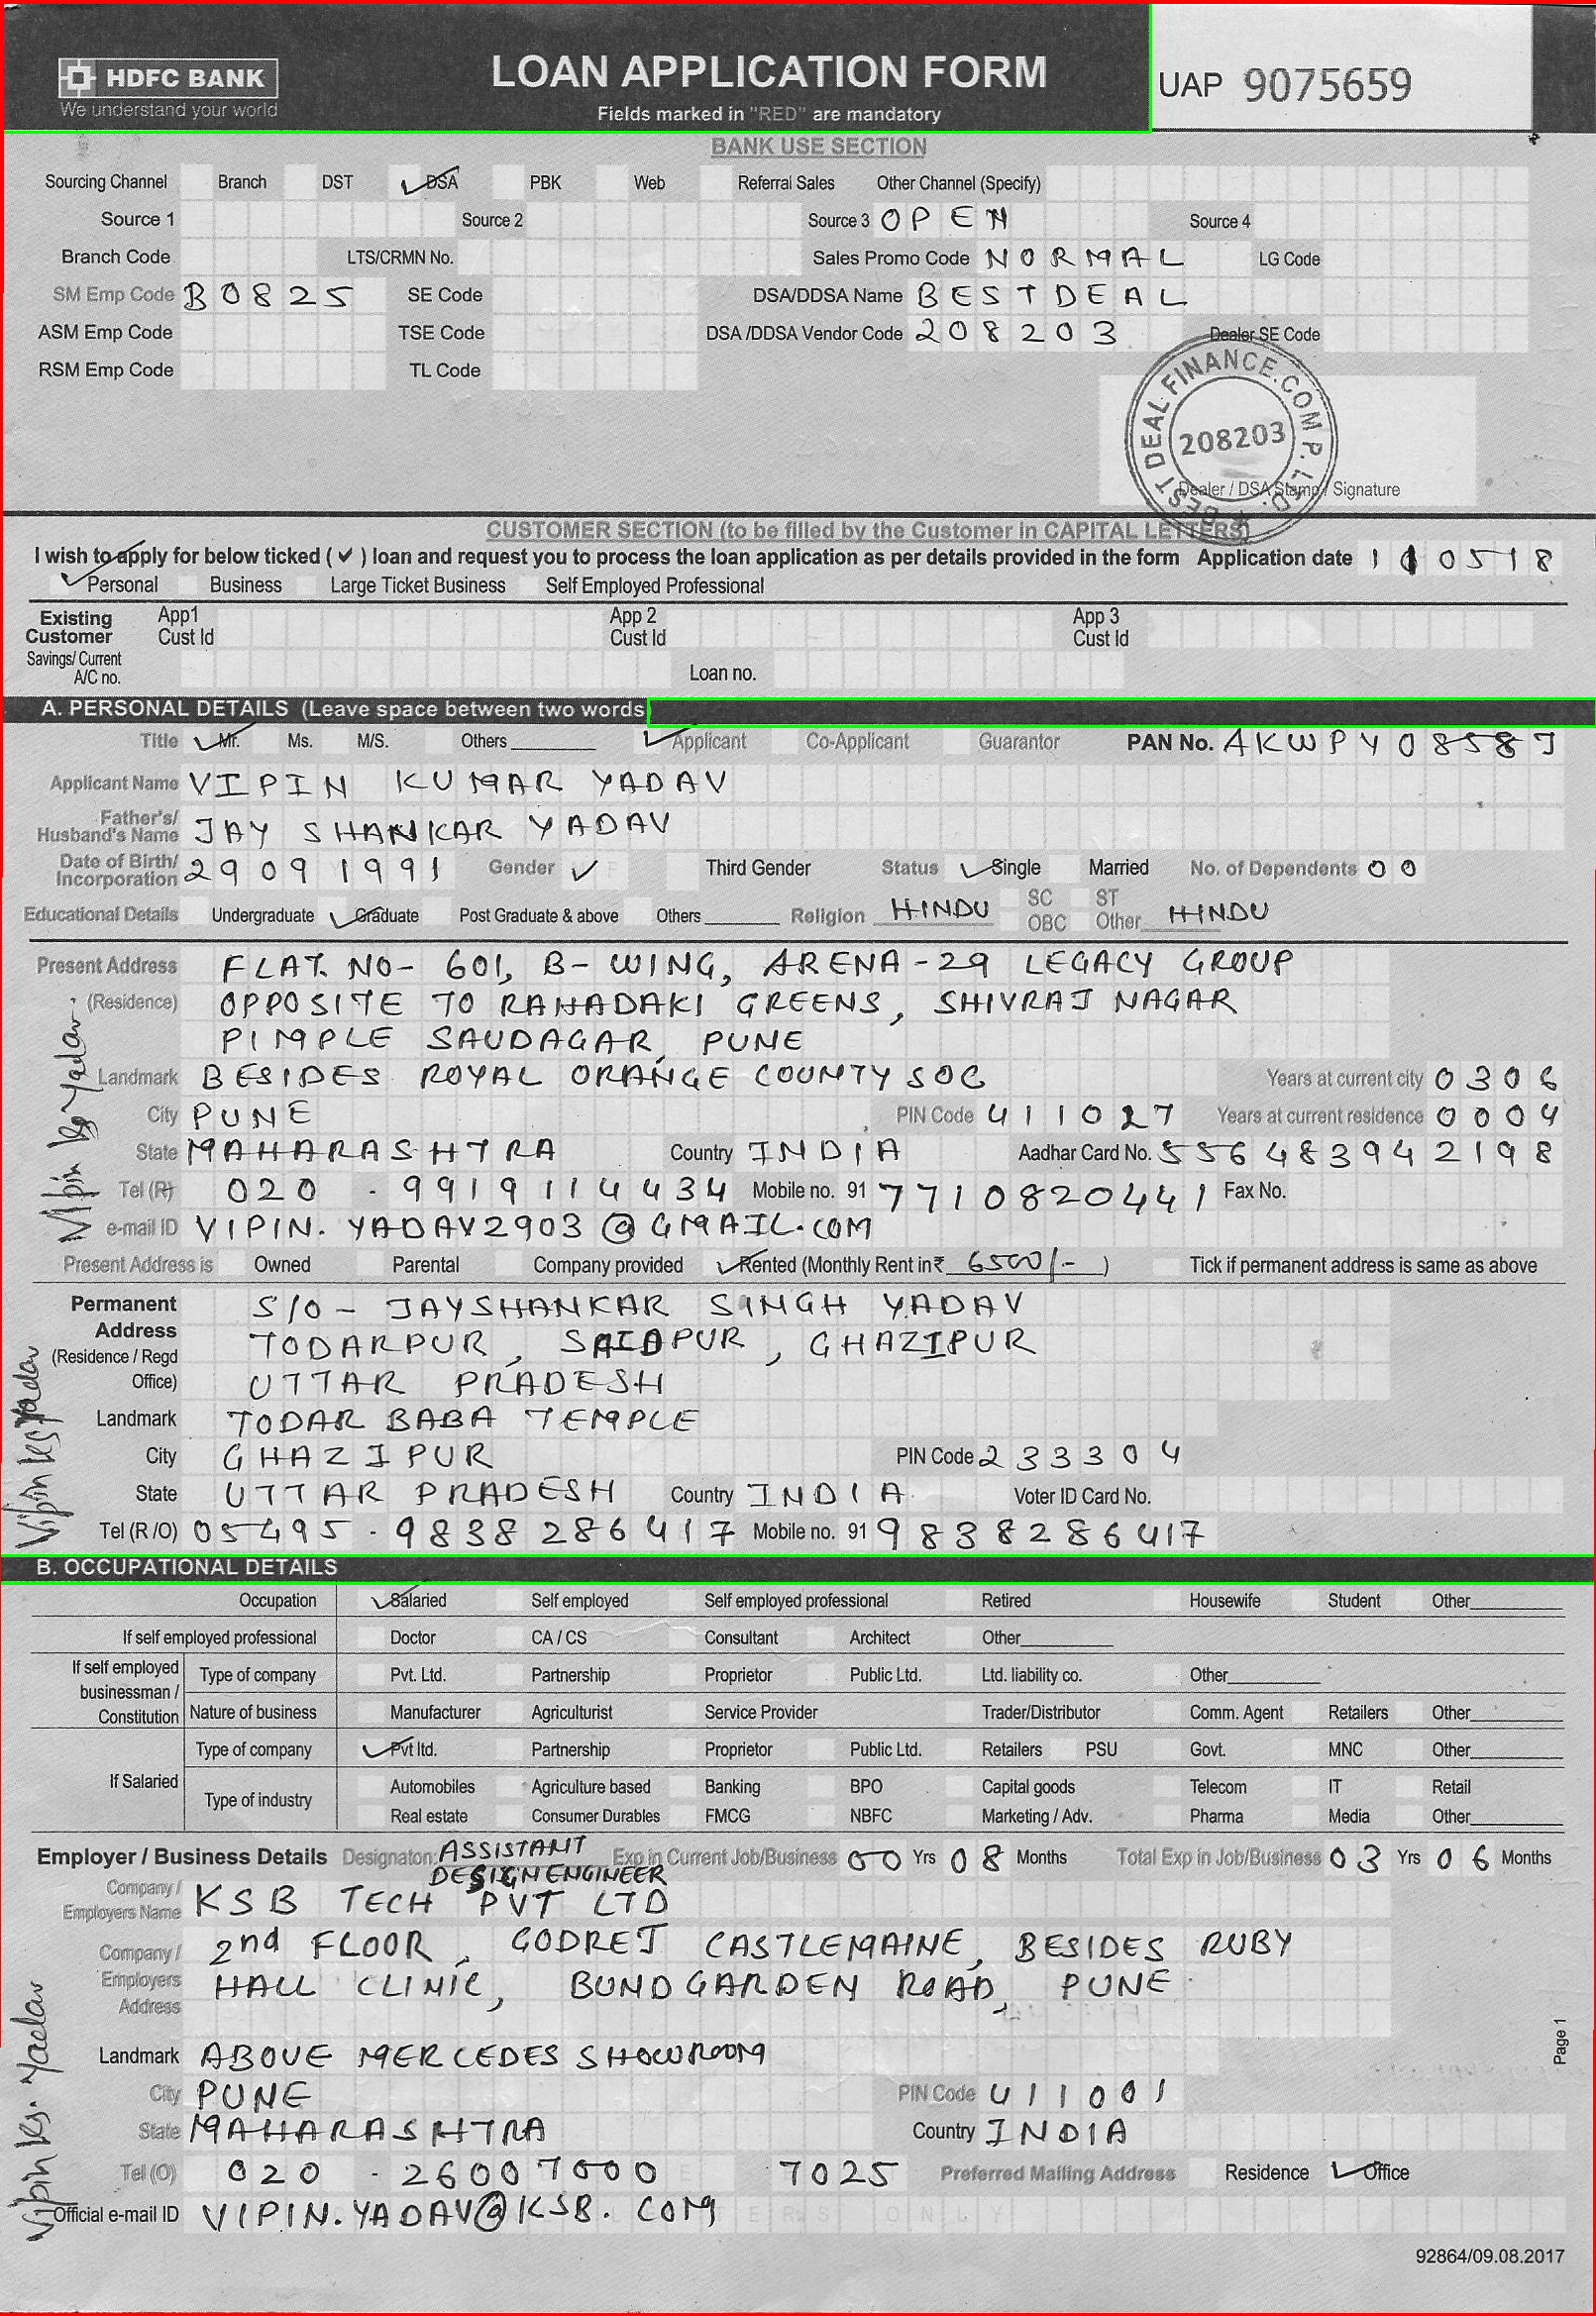 HDFC BANK
We understand your world
LOAN APPLICATION FORM
Fields marked in "RED" are mandatory
UAP 9075659
BANK USE SECTION
Sourcing Channel Branch DST DSA PBK Web Referral Sales Other Channel (Specify)
Source 1 Source 2 Source 3 OPEN Source 4
Branch Code LTS/CRMN No. Sales Promo Code NORMAL LG Code
SM Emp Code B0825 SE Code DSA/DDSA Name BEST DEAL
ASM Emp Code TSE Code DSA /DDSA Vendor Code 208203 Dealer SE Code
RSM Emp Code TL Code
BEST DEAL FINANCE.COM P. LTD.
208203
Dealer / DSA Stamp / Signature
CUSTOMER SECTION (to be filled by the Customer in CAPITAL LETTERS)
I wish to apply for below ticked ( ✔ ) loan and request you to process the loan application as per details provided in the form Application date 110518
Personal Business Large Ticket Business Self Employed Professional
Existing Customer App1 Cust Id App 2 Cust Id App 3 Cust Id
Savings/ Current A/C no. Loan no.
A. PERSONAL DETAILS (Leave space between two words
Title Mr. Ms. M/S. Others Applicant Co-Applicant Guarantor PAN No. AKWPY0858J
Applicant Name VIPIN KUMAR YADAV
Father's/ Husband's Name JAY SHANKAR YADAV
Date of Birth/ Incorporation 29091991 Gender Third Gender Status Single Married No. of Dependents 00
Educational Details Undergraduate Graduate Post Graduate & above Others Religion HINDU SC ST OBC Other HINDU
Present Address FLAT. NO- 601, B- WING, ARENA-29 LEGACY GROUP
(Residence) OPPOSITE TO RAHADAKI GREENS, SHIVRAJ NAGAR
PIMPLE SAUDAGAR, PUNE
Landmark BESIDES ROYAL ORANGE COUNTY SOC Years at current city 0306
City PUNE PIN Code 411027 Years at current residence 0004
State MAHARASHTRA Country INDIA Aadhar Card No. 556483942198
Tel (R) 020 - 9919114434 Mobile no. 91 7710820441 Fax No.
e-mail ID VIPIN.YADAV2903@GMAIL.COM
Present Address is Owned Parental Company provided Rented (Monthly Rent in ₹ 6500/- ) Tick if permanent address is same as above
Permanent Address S/O - JAYSHANKAR SINGH YADAV
(Residence / Regd Office) TODARPUR, SAIDPUR, GHAZIPUR
UTTAR PRADESH
Landmark TODAR BABA TEMPLE
City GHAZIPUR PIN Code 233304
State UTTAR PRADESH Country INDIA Voter ID Card No.
Tel (R /O) 05495 - 9838286417 Mobile no. 91 9838286417
Vipin Kr Yadav
Vipin Kr Yadav
B. OCCUPATIONAL DETAILS
Occupation Salaried Self employed Self employed professional Retired Housewife Student Other
If self employed professional Doctor CA / CS Consultant Architect Other
If self employed businessman / Constitution Type of company Pvt. Ltd. Partnership Proprietor Public Ltd. Ltd. liability co. Other
Nature of business Manufacturer Agriculturist Service Provider Trader/Distributor Comm. Agent Retailers Other
If Salaried Type of company Pvt ltd. Partnership Proprietor Public Ltd. Retailers PSU Govt. MNC Other
Type of industry Automobiles Agriculture based Banking BPO Capital goods Telecom IT Retail
Real estate Consumer Durables FMCG NBFC Marketing / Adv. Pharma Media Other
Employer / Business Details Designaton: ASSISTANT DESIGN ENGINEER Exp in Current Job/Business 00 Yrs 08 Months Total Exp in Job/Business 03 Yrs 06 Months
Company / Employers Name KSB TECH PVT LTD
Company / Employers Address 2nd FLOOR, GODREJ CASTLEMAINE, BESIDES RUBY
HALL CLINIC, BUND GARDEN ROAD, PUNE
Landmark ABOVE MERCEDES SHOWROOM
City PUNE PIN Code 411001
State MAHARASHTRA Country INDIA
Tel (O) 020 - 26007000 7025 Preferred Mailing Address Residence Office
Official e-mail ID VIPIN.YADAV@KSB.COM
Vipin Kr. Yadav
Page 1
92864/09.08.2017